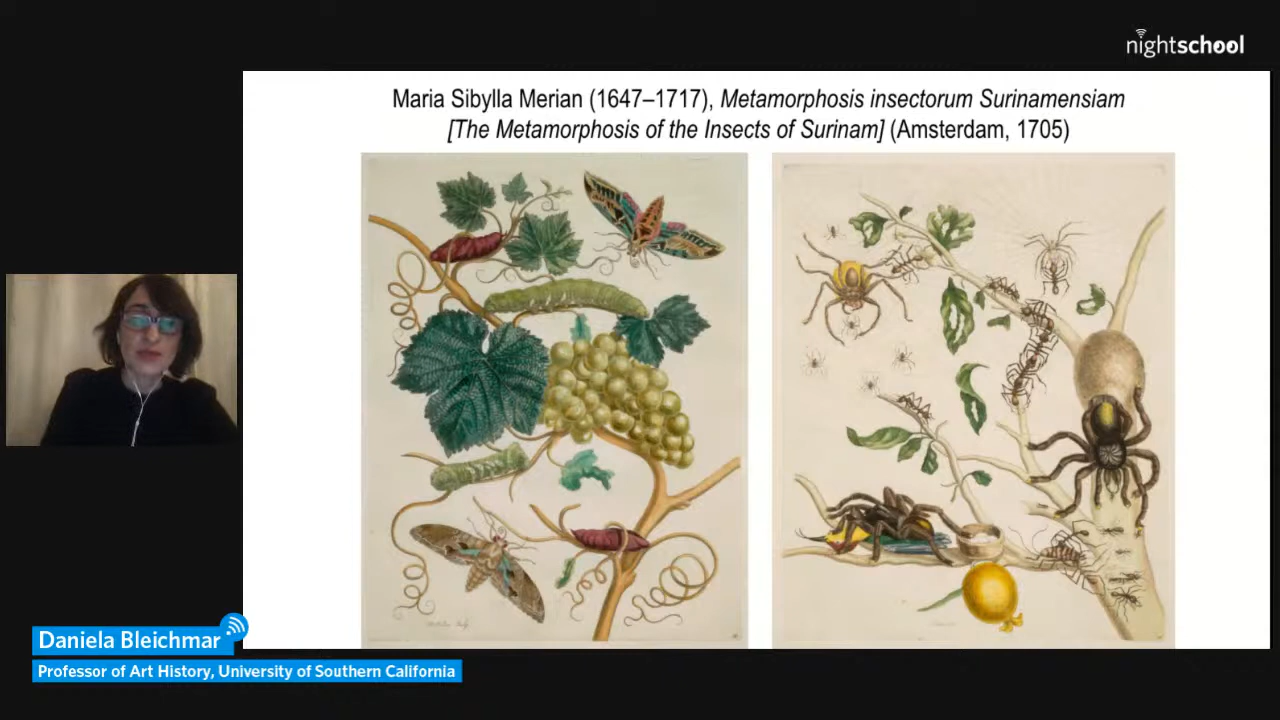 nightschool
Maria Sibylla Merian (1647–1717), Metamorphosis insectorum Surinamensiam
[The Metamorphosis of the Insects of Surinam] (Amsterdam, 1705)
Daniela Bleichmar
Professor of Art History, University of Southern California